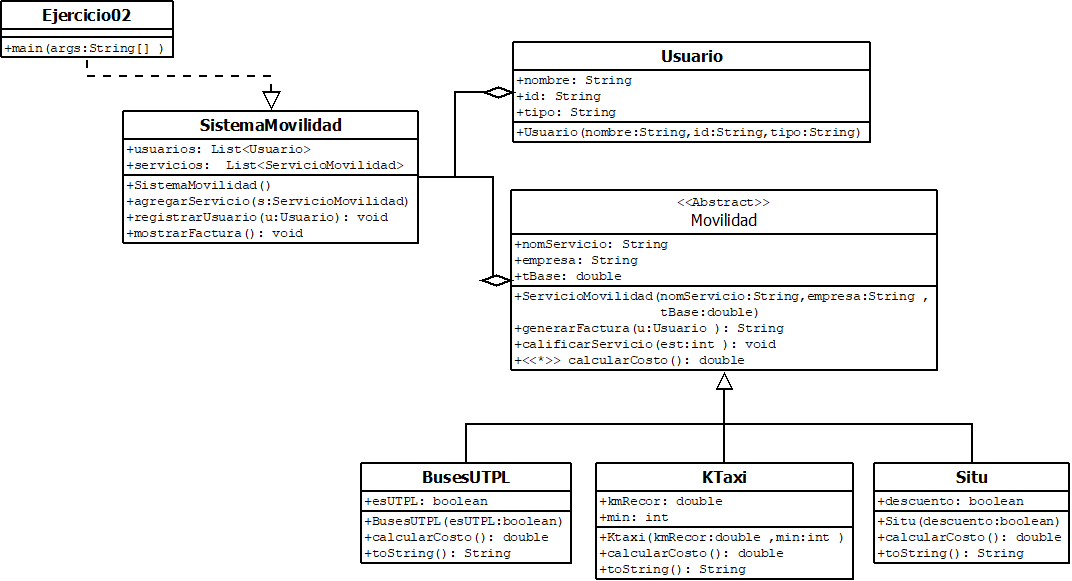 Ejercicio02
+main(args:String[] )
SistemaMovilidad
+usuarios: List<Usuario>
+servicios:  List<ServicioMovilidad>
+SistemaMovilidad()
+agregarServicio(s:ServicioMovilidad)
+registrarUsuario(u:Usuario): void
+mostrarFactura(): void
Usuario
+nombre: String
+id: String
+tipo: String
+Usuario(nombre:String,id:String,tipo:String)
<<Abstract>>
Movilidad
+nomServicio: String
+empresa: String
+tBase: double
+ServicioMovilidad(nomServicio:String,empresa:String ,
tBase:double)
+generarFactura(u:Usuario ): String
+calificarServicio(est:int ): void
+<<*>> calcularCosto(): double
BusesUTPL
+esUTPL: boolean
+BusesUTPL(esUTPL:boolean)
+calcularCosto(): double
+toString(): String
KTaxi
+kmRecor: double
+min: int
+Ktaxi(kmRecor:double ,min:int )
+calcularCosto(): double
+toString(): String
Situ
+descuento: boolean
+Situ(descuento:boolean)
+calcularCosto(): double
+toString(): String